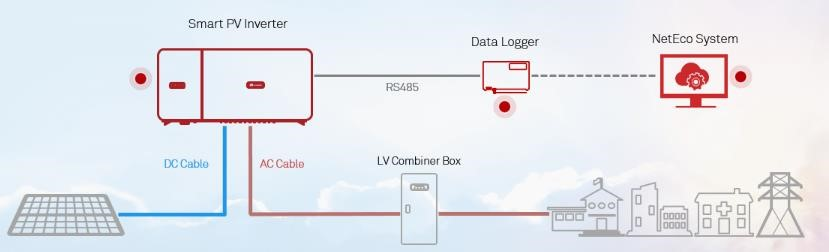 Smart PV Inverter
Data Logger
NetEco System
RS485
DC Cable
AC Cable
LV Combiner Box